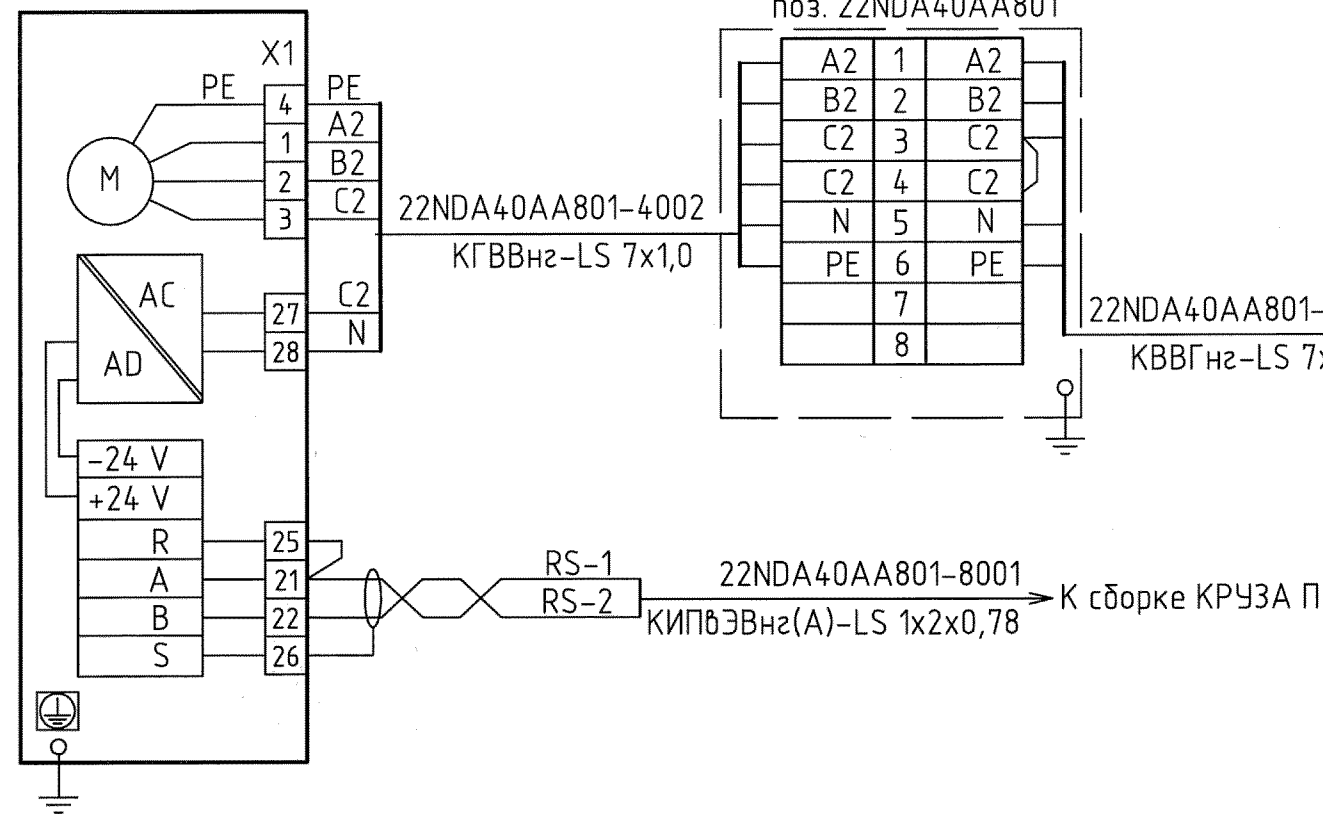 поз. 22NDA40AA801
X1
PE
4
PE
1
A2
2
B2
3
C2
M
AC
AD
27
C2
28
N
22NDA40AA801-4002
КГВВнг-LS 7x1,0
A2 1 A2
B2 2 B2
C2 3 C2
C2 4 C2
N 5 N
PE 6 PE
7
8
22NDA40AA801-
КВВГнг-LS 7
-24 V
+24 V
R 25
A 21
B 22
S 26
RS-1
RS-2
22NDA40AA801-8001
КИПвЭВнг(А)-LS 1x2x0,78
К сборке КРУЗА П